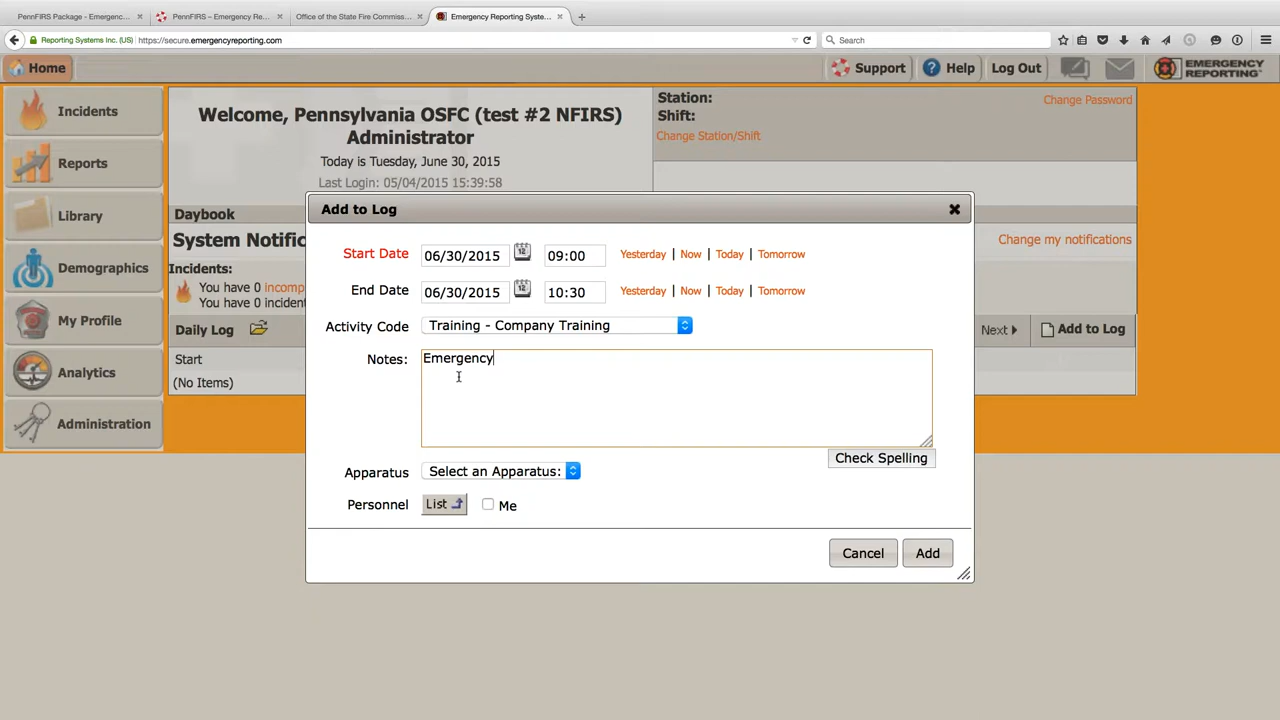 PennFIRS Package - Emergenc... ×
PennFIRS – Emergency Re... ×
Office of the State Fire Commiss... ×
Emergency Reporting Syste... ×
Reporting Systems Inc. (US) https://secure.emergencyreporting.com
Search
Home
Support
Help
Log Out
EMERGENCY
REPORTING
Incidents
Reports
Library
Demographics
My Profile
Analytics
Administration
Welcome, Pennsylvania OSFC (test #2 NFIRS)
Administrator
Today is Tuesday, June 30, 2015
Last Login: 05/04/2015 15:39:58
Station:
Shift:
Change Station/Shift
Change Password
Daybook
System Notific
Change my notifications
Incidents:
You have 0 incomp
You have 0 incident
Daily Log
Next
Add to Log
Start
(No Items)
Add to Log
Start Date 06/30/2015 12 09:00 Yesterday | Now | Today | Tomorrow
End Date 06/30/2015 12 10:30 Yesterday | Now | Today | Tomorrow
Activity Code Training - Company Training
Notes: Emergency
Check Spelling
Apparatus Select an Apparatus:
Personnel List Me
Cancel Add